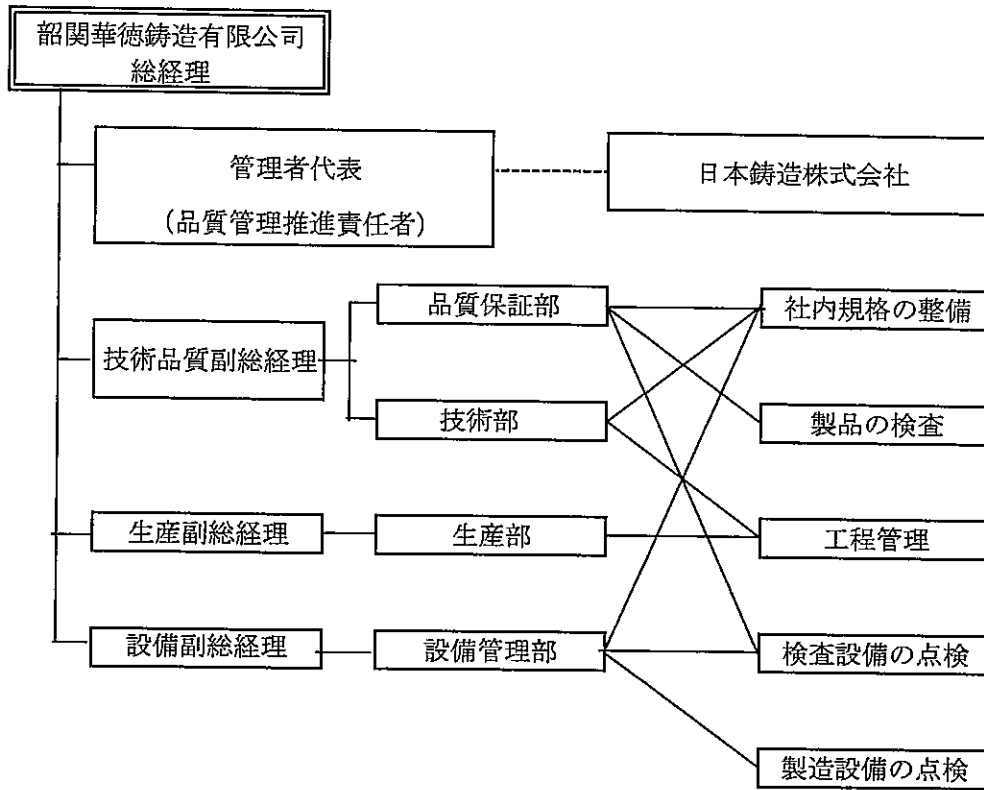 韶関華徳鋳造有限公司
総経理
管理者代表
（品質管理推進責任者）
日本鋳造株式会社
品質保証部
社内規格の整備
技術品質副総経理
技術部
製品の検査
生産副総経理
生産部
工程管理
設備副総経理
設備管理部
検査設備の点検
製造設備の点検